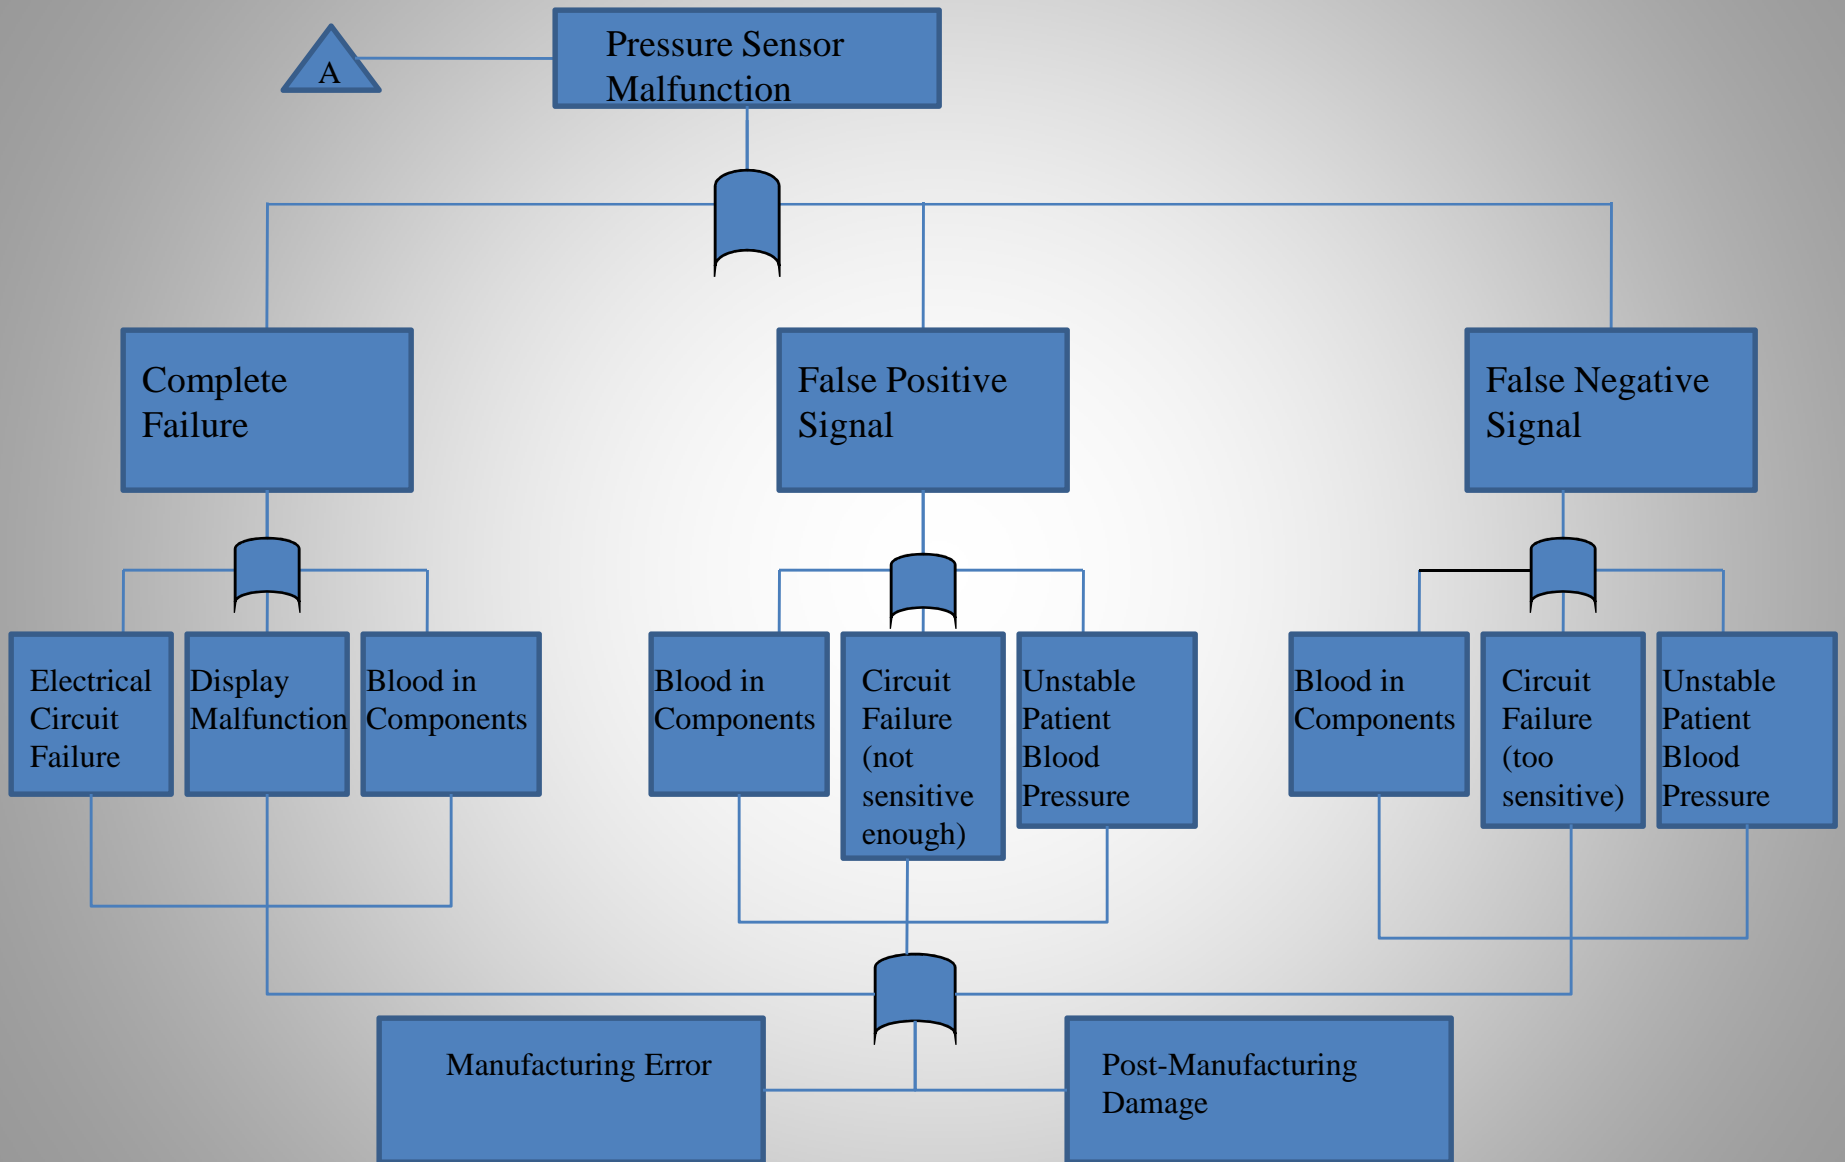 A
Pressure Sensor
Malfunction
Complete
Failure
False Positive
Signal
False Negative
Signal
Electrical
Circuit
Failure
Display
Malfunction
Blood in
Components
Blood in
Components
Circuit
Failure
(not
sensitive
enough)
Unstable
Patient
Blood
Pressure
Blood in
Components
Circuit
Failure
(too
sensitive)
Unstable
Patient
Blood
Pressure
Manufacturing Error
Post-Manufacturing
Damage